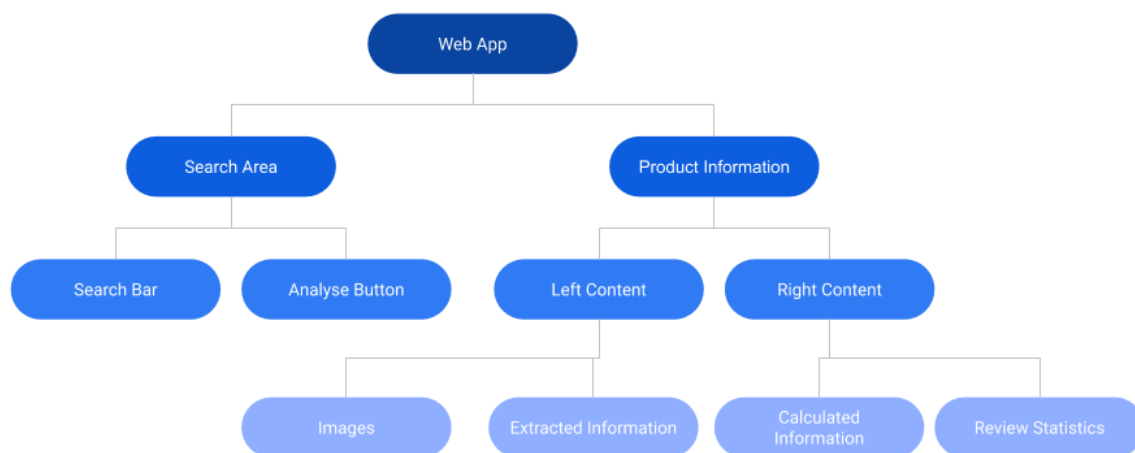 Web App
Search Area
Product Information
Search Bar
Analyse Button
Left Content
Right Content
Images
Extracted Information
Calculated
Information
Review Statistics